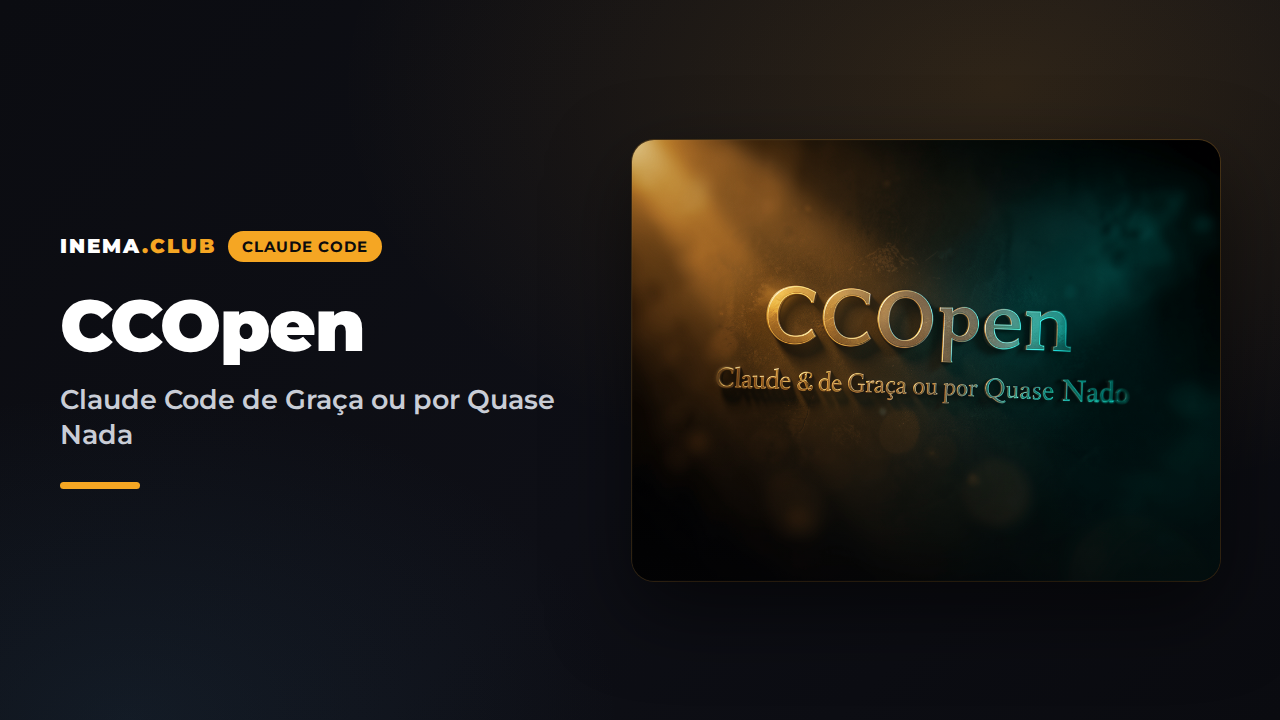 INEMA.CLUB CLAUDE CODE
CCOpen
Claude Code de Graça ou por Quase
Nada
CCOpen
Claude & de Graça ou por Quase Nado